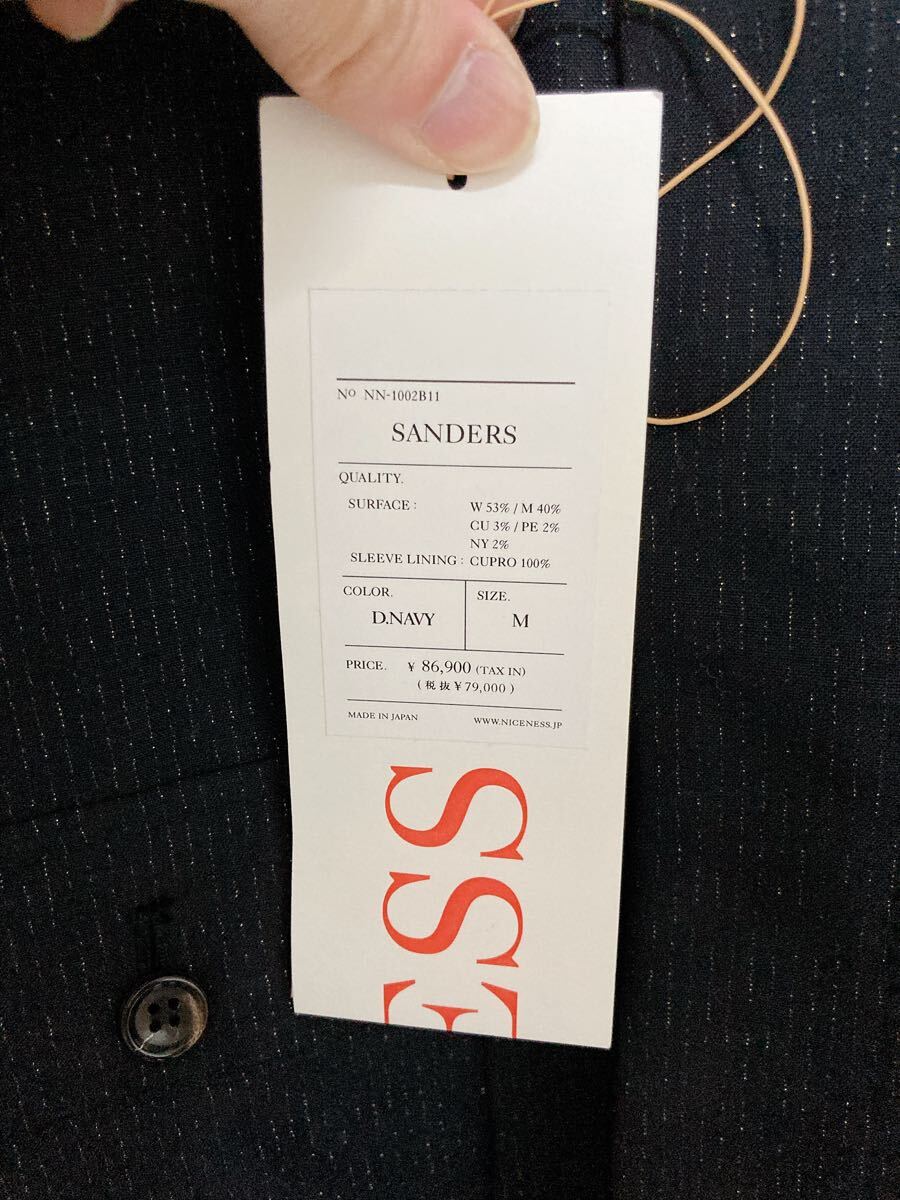 No NN-1002B11
SANDERS
QUALITY.
SURFACE : W 53% / M 40%
CU 3% / PE 2%
NY 2%
SLEEVE LINING : CUPRO 100%
COLOR. SIZE.
D.NAVY M
PRICE. ¥ 86,900 (TAX IN)
( 税抜 ¥79,000 )
MADE IN JAPAN WWW.NICENESS.JP
ESS